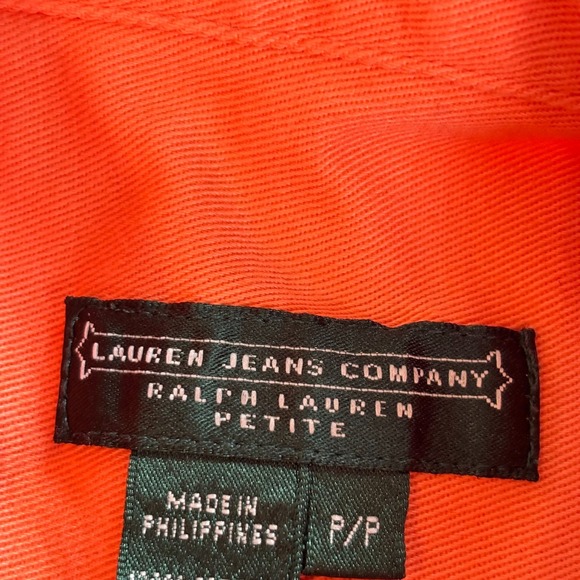 LAUREN JEANS COMPANY
RALPH LAUREN
PETITE
MADE IN
PHILIPPINES
P/P